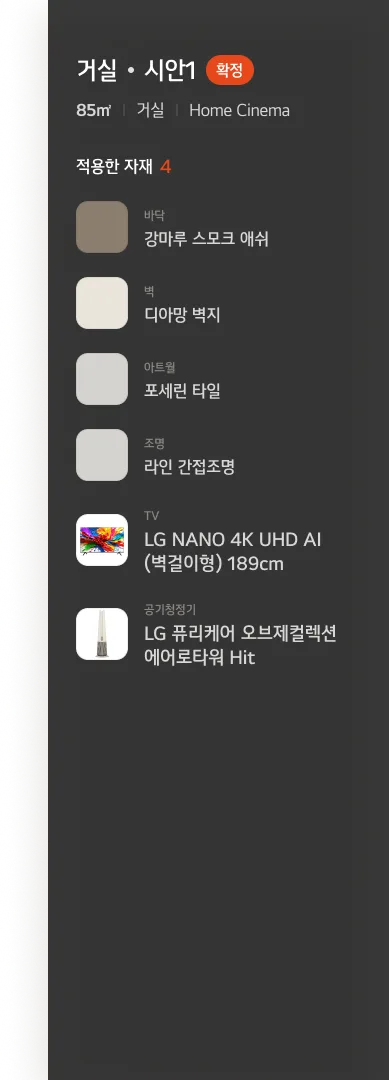 거실 • 시안1 확정
85㎡ | 거실 | Home Cinema
적용한 자재 4
바닥
강마루 스모크 애쉬
벽
디아망 벽지
아트월
포세린 타일
조명
라인 간접조명
TV
LG NANO 4K UHD AI
(벽걸이형) 189cm
공기청정기
LG 퓨리케어 오브제컬렉션
에어로타워 Hit